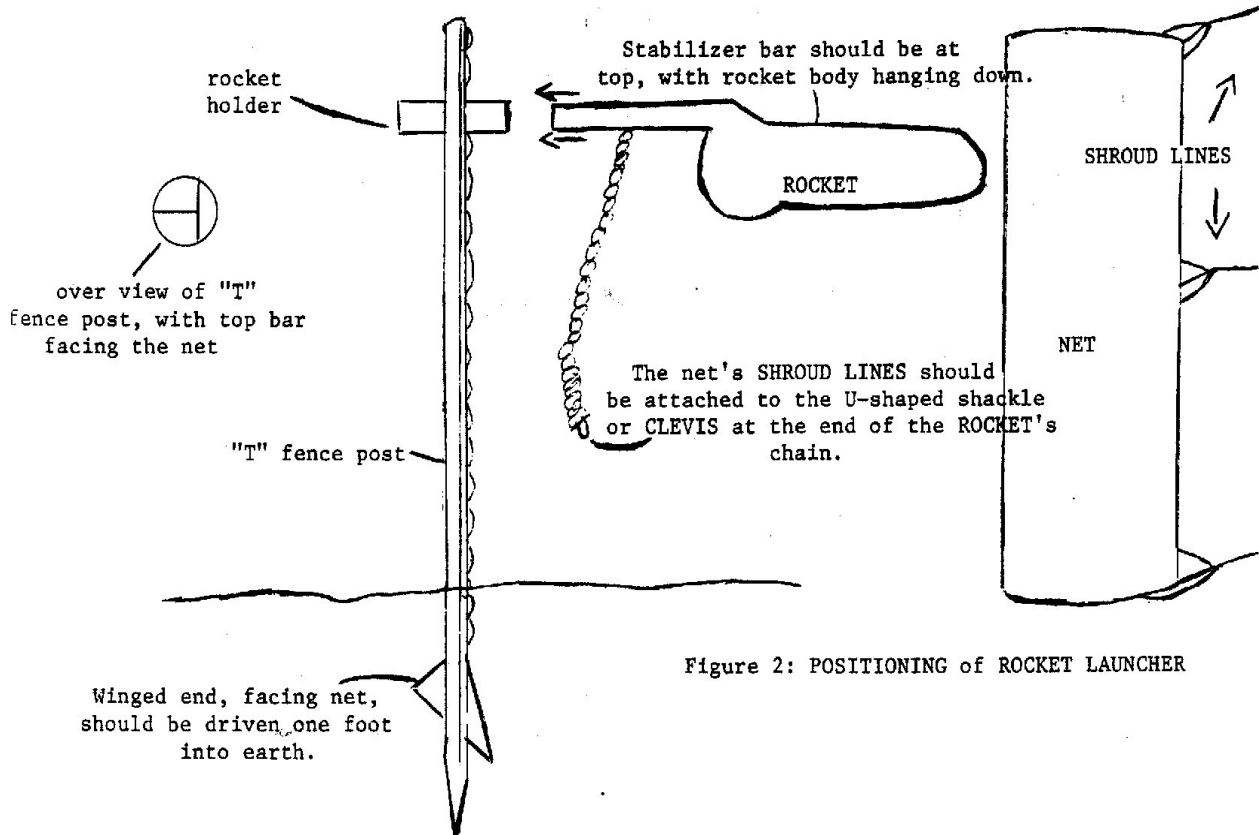 rocket
holder
Stabilizer bar should be at
top, with rocket body hanging down.
SHROUD LINES
ROCKET
over view of "T"
fence post, with top bar
facing the net
NET
The net's SHROUD LINES should
be attached to the U-shaped shackle
or CLEVIS at the end of the ROCKET's
chain.
"T" fence post
Figure 2: POSITIONING of ROCKET LAUNCHER
Winged end, facing net,
should be driven one foot
into earth.